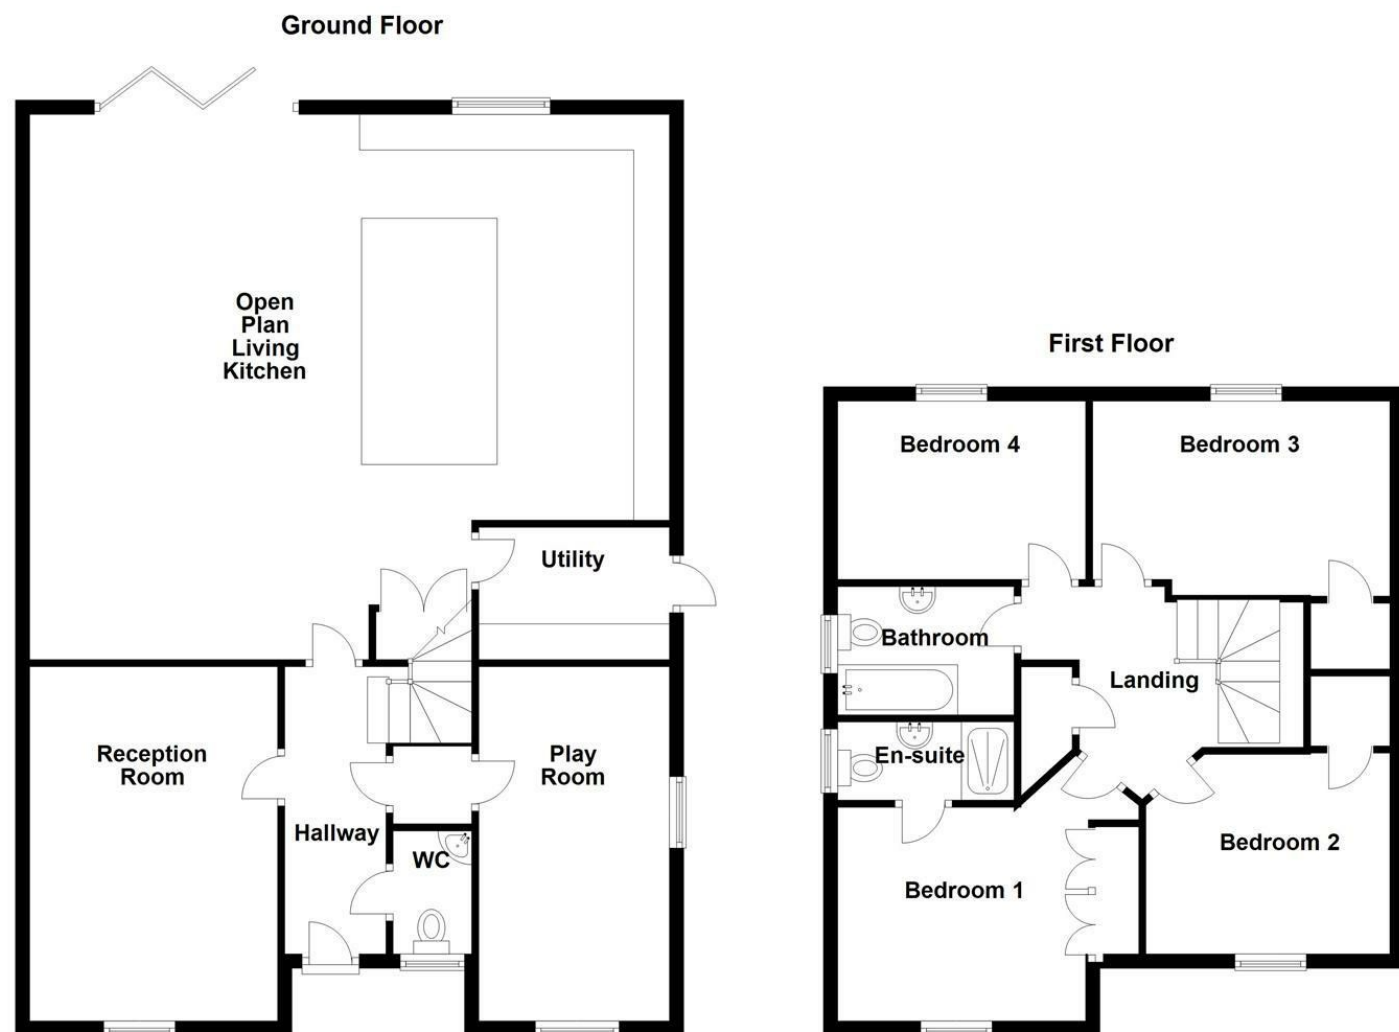 Ground Floor
Open
Plan
Living
Kitchen
Utility
Reception
Room
Play
Room
Hallway
WC
First Floor
Bedroom 4
Bedroom 3
Bathroom
Landing
En-suite
Bedroom 2
Bedroom 1